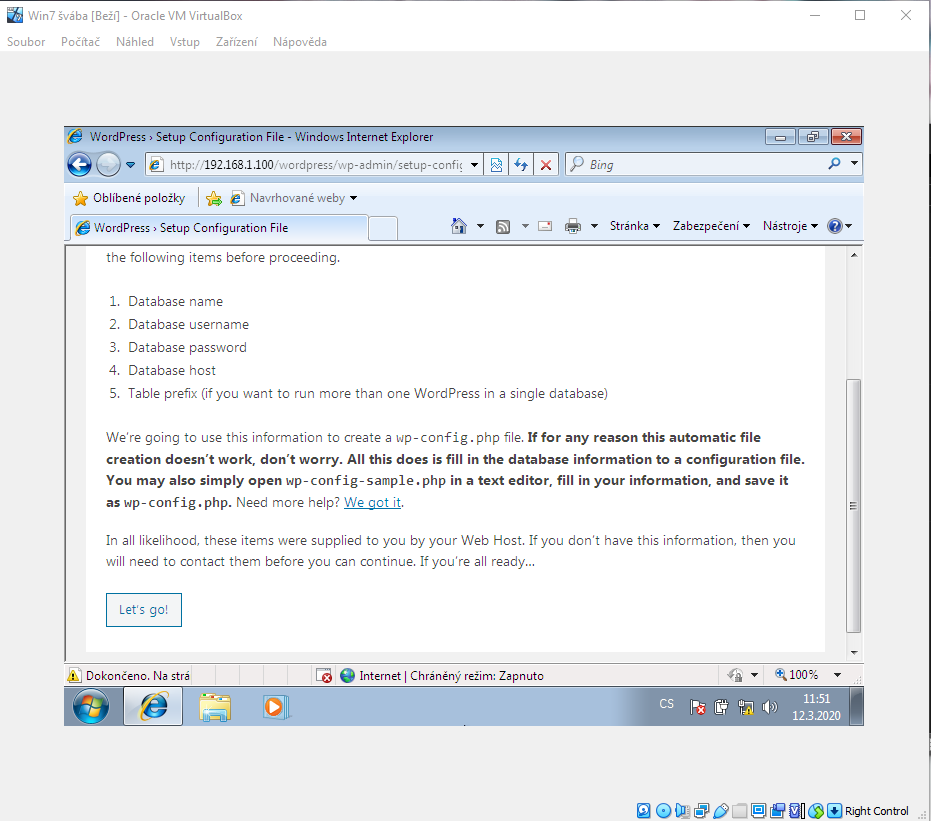 Win7 švába [Beží] - Oracle VM VirtualBox
Soubor Počítač Náhled Vstup Zařízení Nápověda
WordPress › Setup Configuration File - Windows Internet Explorer
http://192.168.1.100/wordpress/wp-admin/setup-config
Bing
Oblíbené položky
Navrhované weby
WordPress › Setup Configuration File
Stránka Zabezpečení Nástroje
the following items before proceeding.
1. Database name
2. Database username
3. Database password
4. Database host
5. Table prefix (if you want to run more than one WordPress in a single database)
We’re going to use this information to create a wp-config.php file. If for any reason this automatic file
creation doesn’t work, don’t worry. All this does is fill in the database information to a configuration file.
You may also simply open wp-config-sample.php in a text editor, fill in your information, and save it
as wp-config.php. Need more help? We got it.
In all likelihood, these items were supplied to you by your Web Host. If you don’t have this information, then you
will need to contact them before you can continue. If you’re all ready…
Let’s go!
Dokončeno. Na strá
Internet | Chráněný režim: Zapnuto
100%
CS
11:51
12.3.2020
Right Control